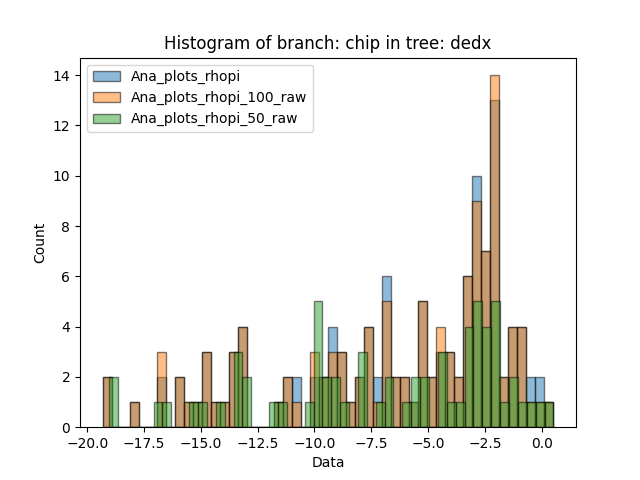 Histogram of branch: chip in tree: dedx
Ana_plots_rhopi
Ana_plots_rhopi_100_raw
Ana_plots_rhopi_50_raw
14
12
10
8
6
4
2
0
Count
−20.0 −17.5 −15.0 −12.5 −10.0 −7.5 −5.0 −2.5 0.0
Data